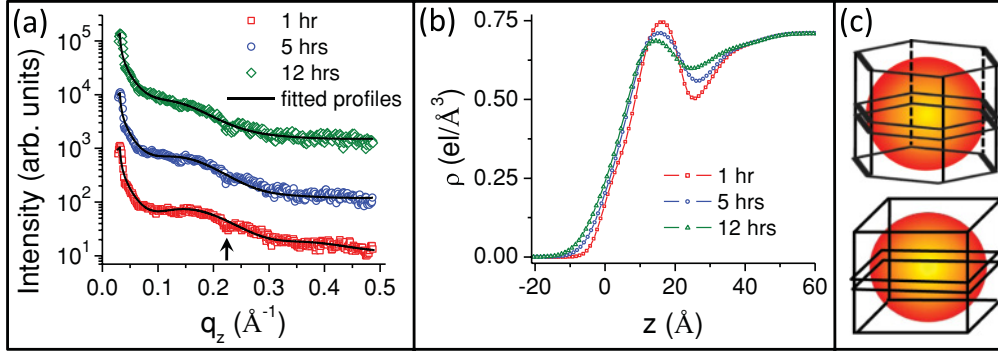 (a)
1 hr
5 hrs
12 hrs
fitted profiles
Intensity (arb. units)
10^5
10^4
10^3
10^2
10^1
0.0 0.1 0.2 0.3 0.4 0.5
q_z (Å^-1)
(b)
ρ (el/Å^3)
0.75
0.50
0.25
0.00
1 hr
5 hrs
12 hrs
-20 0 20 40 60
z (Å)
(c)